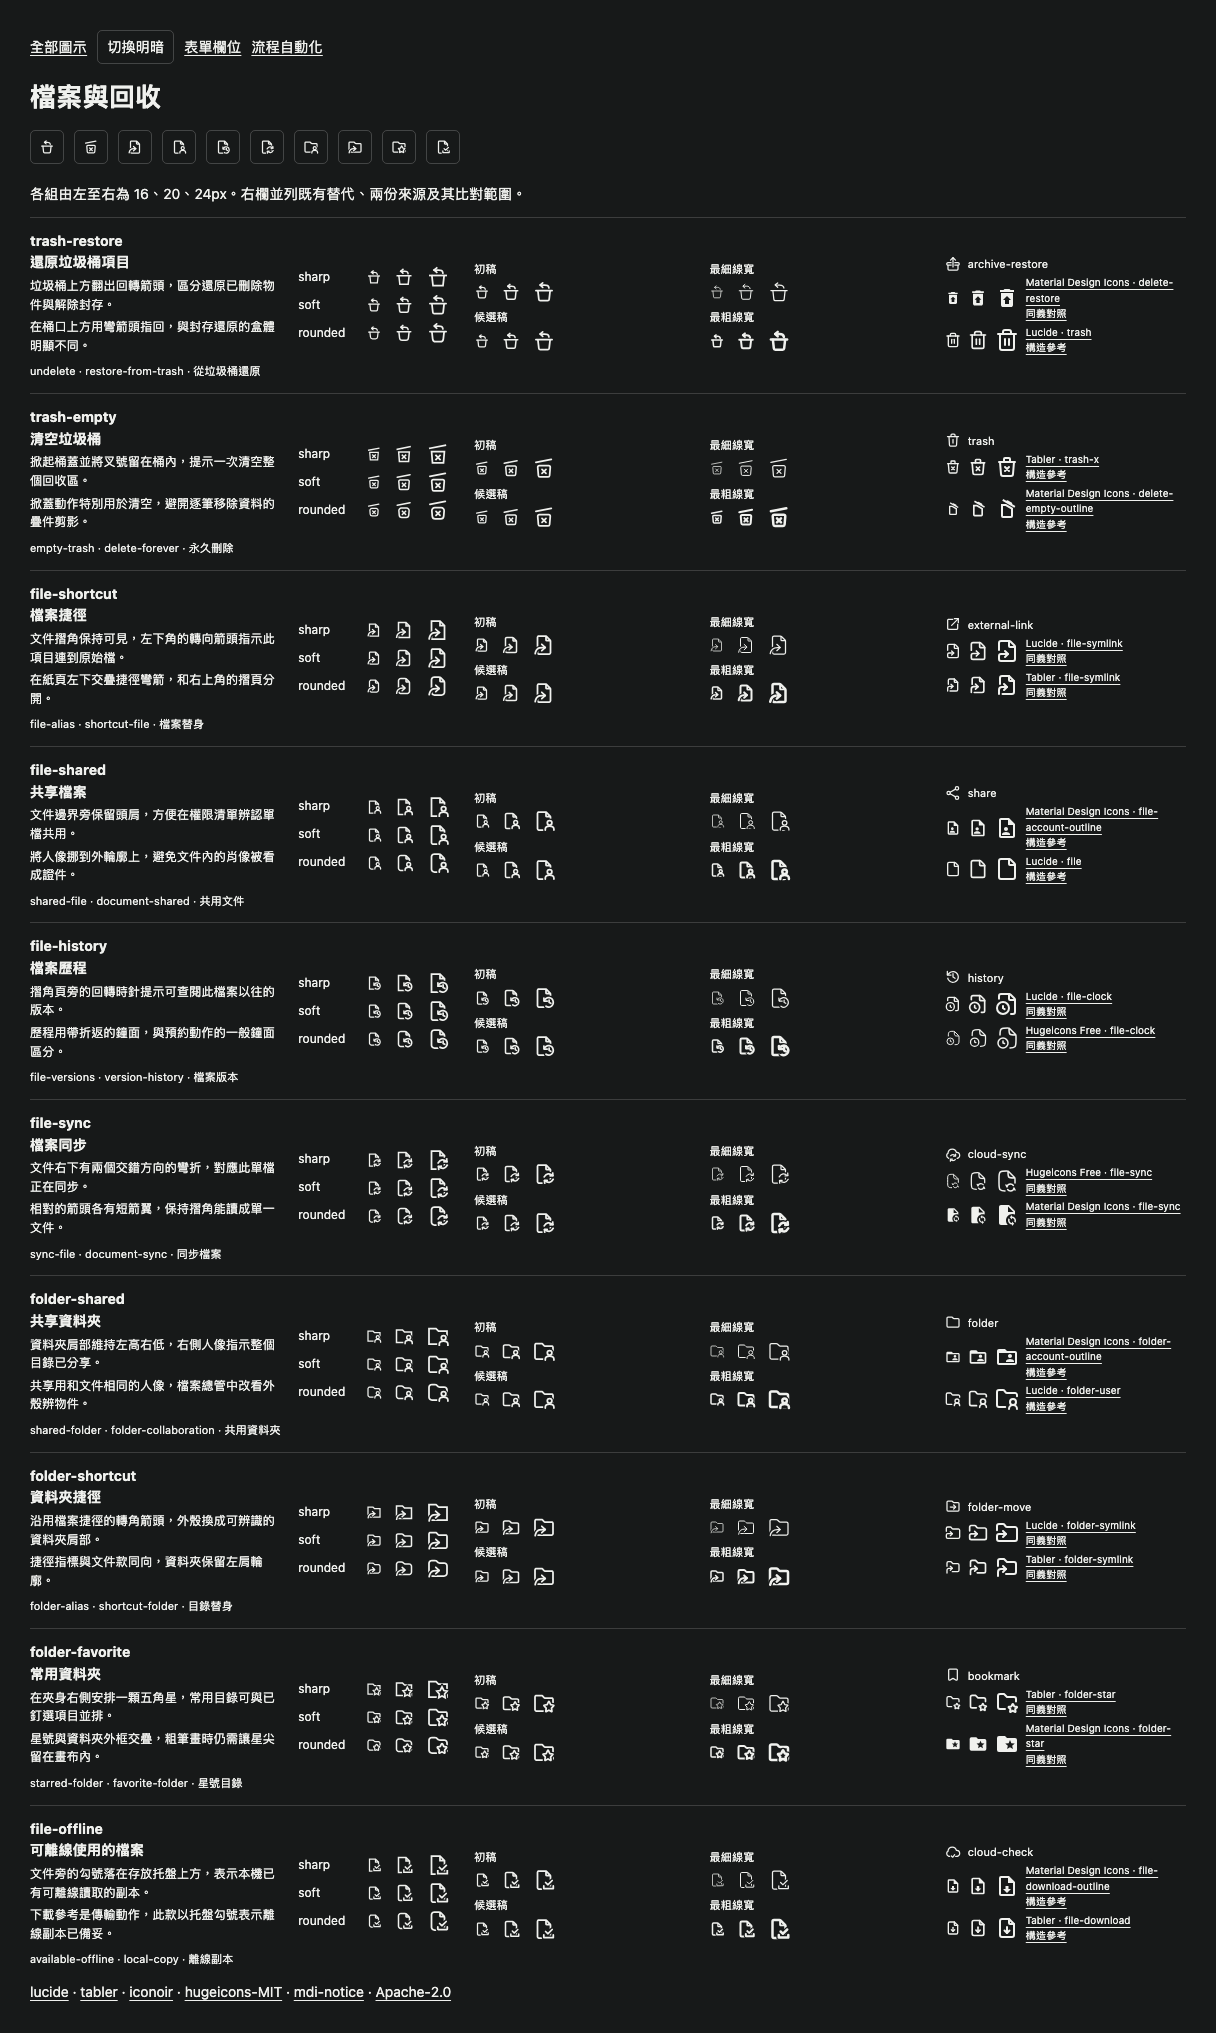 全部圖示 切換明暗 表單欄位 流程自動化
檔案與回收
各組由左至右為 16、20、24px。右欄並列既有替代、兩份來源及其比對範圍。
trash-restore
還原垃圾桶項目
垃圾桶上方翻出回轉箭頭，區分還原已刪除物
件與解除封存。
在桶口上方用彎箭頭指回，與封存還原的盒體
明顯不同。
undelete · restore-from-trash · 從垃圾桶還原
sharp
soft
rounded
初稿
候選稿
最細線寬
最粗線寬
archive-restore
Material Design Icons · delete-
restore
同義對照
Lucide · trash
構造參考
trash-empty
清空垃圾桶
掀起桶蓋並將叉號留在桶內，提示一次清空整
個回收區。
掀蓋動作特別用於清空，避開逐筆移除資料的
疊件剪影。
empty-trash · delete-forever · 永久刪除
sharp
soft
rounded
初稿
候選稿
最細線寬
最粗線寬
trash
Tabler · trash-x
構造參考
Material Design Icons · delete-
empty-outline
構造參考
file-shortcut
檔案捷徑
文件摺角保持可見，左下角的轉向箭頭指示此
項目連到原始檔。
在紙頁左下交疊捷徑彎箭，和右上角的摺頁分
開。
file-alias · shortcut-file · 檔案替身
sharp
soft
rounded
初稿
候選稿
最細線寬
最粗線寬
external-link
Lucide · file-symlink
同義對照
Tabler · file-symlink
同義對照
file-shared
共享檔案
文件邊界旁保留頭肩，方便在權限清單辨認單
檔共用。
將人像挪到外輪廓上，避免文件內的肖像被看
成證件。
shared-file · document-shared · 共用文件
sharp
soft
rounded
初稿
候選稿
最細線寬
最粗線寬
share
Material Design Icons · file-
account-outline
構造參考
Lucide · file
構造參考
file-history
檔案歷程
摺角頁旁的回轉時針提示可查閱此檔案以往的
版本。
歷程用帶折返的鐘面，與預約動作的一般鐘面
區分。
file-versions · version-history · 檔案版本
sharp
soft
rounded
初稿
候選稿
最細線寬
最粗線寬
history
Lucide · file-clock
同義對照
Hugeicons Free · file-clock
同義對照
file-sync
檔案同步
文件右下有兩個交錯方向的彎折，對應此單檔
正在同步。
相對的箭頭各有短箭翼，保持摺角能讀成單一
文件。
sync-file · document-sync · 同步檔案
sharp
soft
rounded
初稿
候選稿
最細線寬
最粗線寬
cloud-sync
Hugeicons Free · file-sync
同義對照
Material Design Icons · file-sync
同義對照
folder-shared
共享資料夾
資料夾肩部維持左高右低，右側人像指示整個
目錄已分享。
共享用和文件相同的人像，檔案總管中改看外
殼辨物件。
shared-folder · folder-collaboration · 共用資料夾
sharp
soft
rounded
初稿
候選稿
最細線寬
最粗線寬
folder
Material Design Icons · folder-
account-outline
構造參考
Lucide · folder-user
構造參考
folder-shortcut
資料夾捷徑
沿用檔案捷徑的轉角箭頭，外殼換成可辨識的
資料夾肩部。
捷徑指標與文件款同向，資料夾保留左肩輪
廓。
folder-alias · shortcut-folder · 目錄替身
sharp
soft
rounded
初稿
候選稿
最細線寬
最粗線寬
folder-move
Lucide · folder-symlink
同義對照
Tabler · folder-symlink
同義對照
folder-favorite
常用資料夾
在夾身右側安排一顆五角星，常用目錄可與已
釘選項目並排。
星號與資料夾外框交疊，粗筆畫時仍需讓星尖
留在畫布內。
starred-folder · favorite-folder · 星號目錄
sharp
soft
rounded
初稿
候選稿
最細線寬
最粗線寬
bookmark
Tabler · folder-star
同義對照
Material Design Icons · folder-
star
同義對照
file-offline
可離線使用的檔案
文件旁的勾號落在存放托盤上方，表示本機已
有可離線讀取的副本。
下載參考是傳輸動作，此款以托盤勾號表示離
線副本已備妥。
available-offline · local-copy · 離線副本
sharp
soft
rounded
初稿
候選稿
最細線寬
最粗線寬
cloud-check
Material Design Icons · file-
download-outline
構造參考
Tabler · file-download
構造參考
lucide · tabler · iconoir · hugeicons-MIT · mdi-notice · Apache-2.0